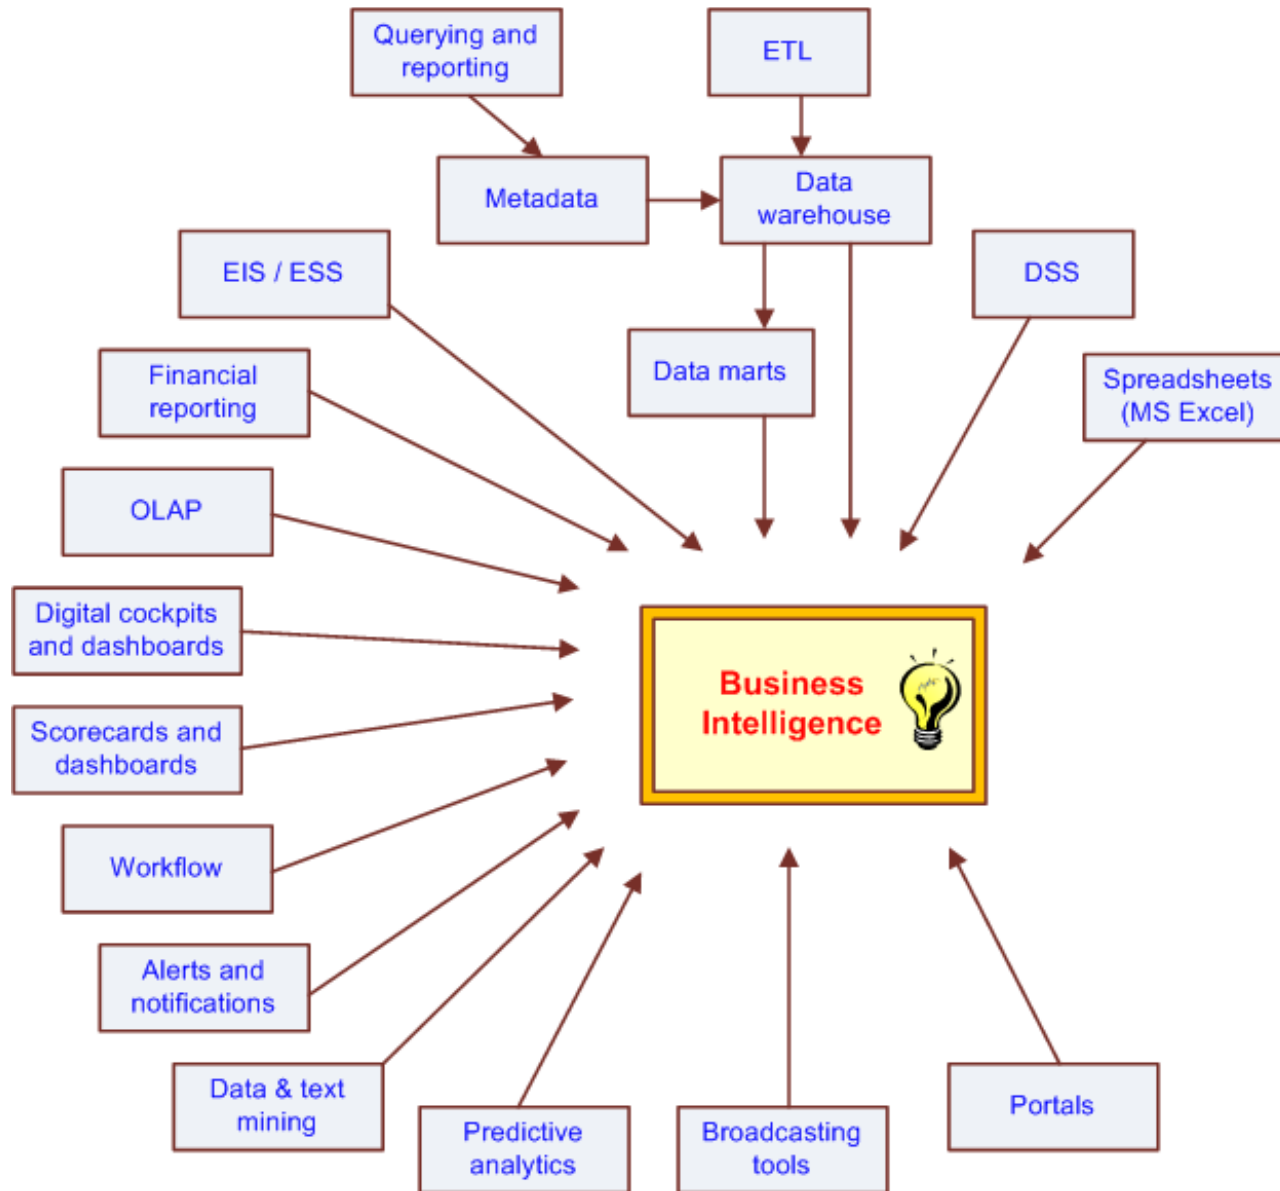 Querying and
reporting
ETL
Metadata
Data
warehouse
EIS / ESS
DSS
Data marts
Financial
reporting
Spreadsheets
(MS Excel)
OLAP
Digital cockpits
and dashboards
Business
Intelligence
Scorecards and
dashboards
Workflow
Alerts and
notifications
Data & text
mining
Predictive
analytics
Broadcasting
tools
Portals